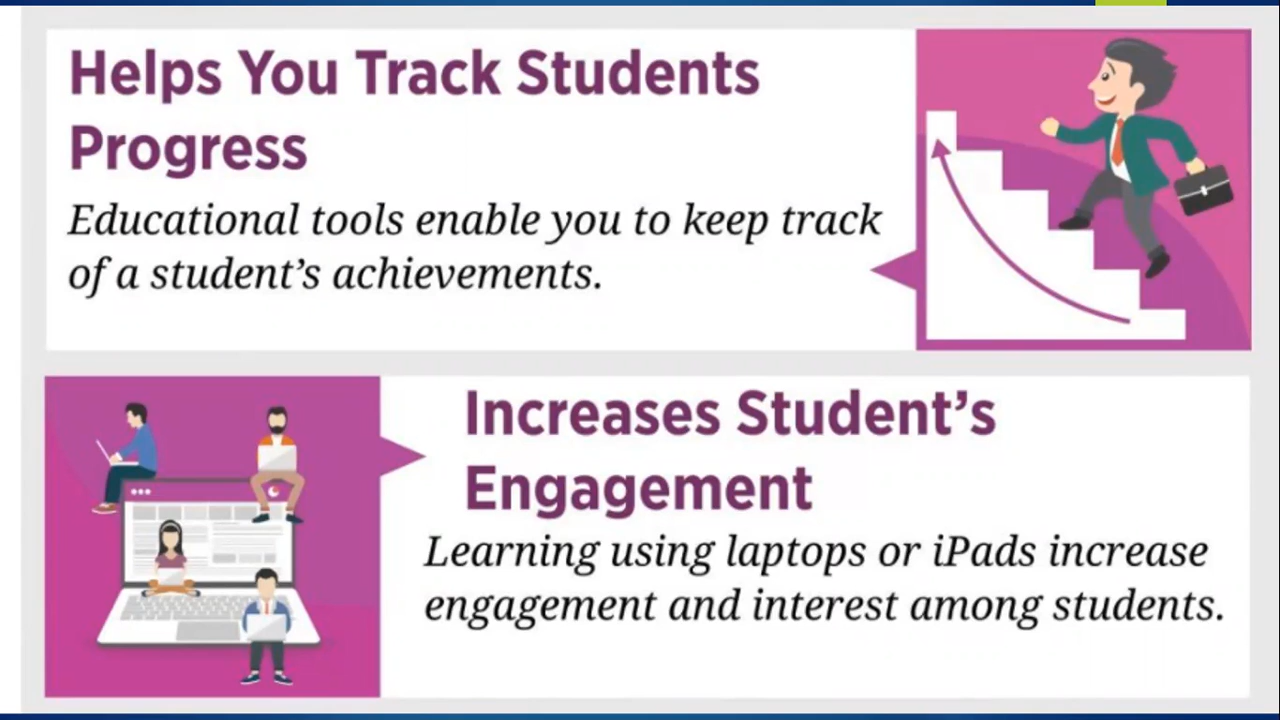 Helps You Track Students
Progress
Educational tools enable you to keep track
of a student’s achievements.
Increases Student’s
Engagement
Learning using laptops or iPads increase
engagement and interest among students.